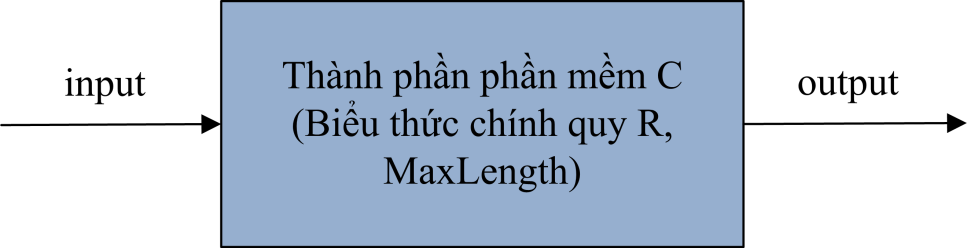 input
Thành phần phần mềm C
(Biểu thức chính quy R,
MaxLength)
output